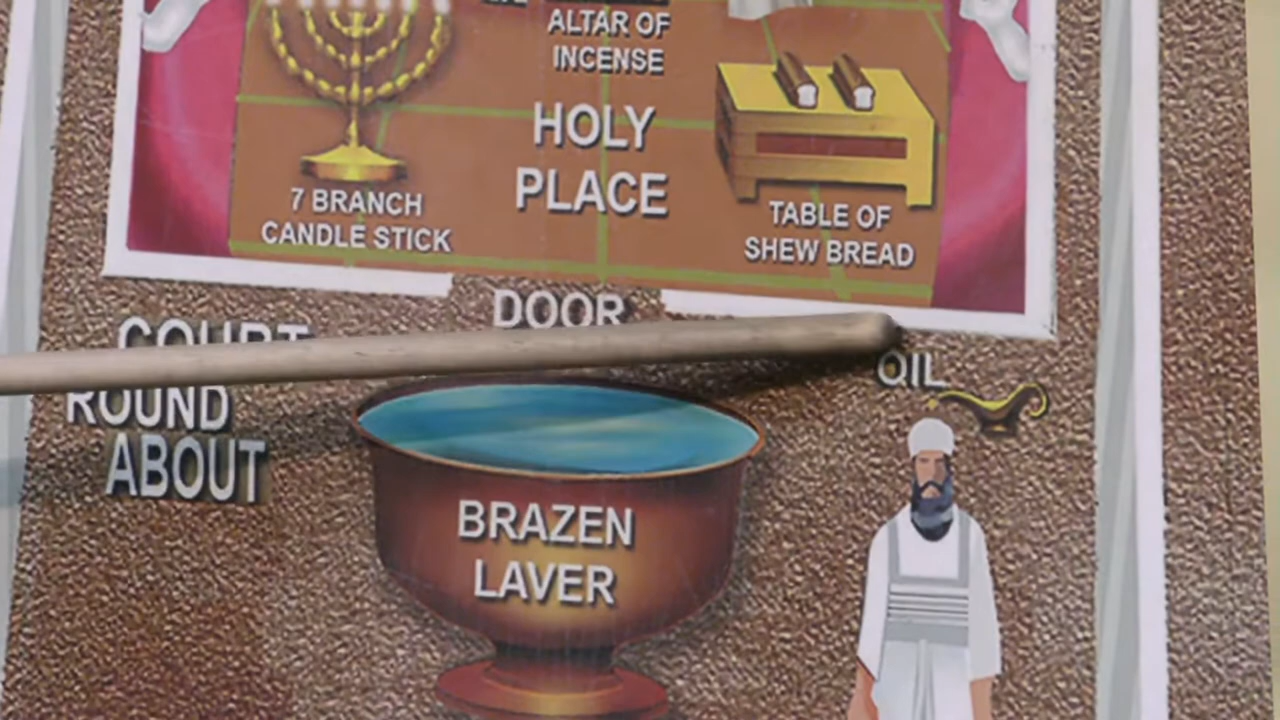 ALTAR OF
INCENSE
HOLY
PLACE
7 BRANCH
CANDLE STICK
TABLE OF
SHEW BREAD
DOOR
COURT
ROUND
ABOUT
OIL
BRAZEN
LAVER